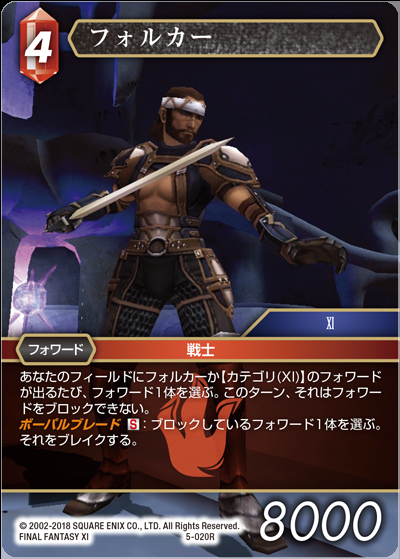 4
フォルカー
XI
フォワード
戦士
あなたのフィールドにフォルカーか【カテゴリ(XI)】のフォワード
が出るたび、フォワード1体を選ぶ。このターン、それはフォワー
ドをブロックできない。
ボーパルブレード S：ブロックしているフォワード1体を選ぶ。
それをブレイクする。
© 2002-2018 SQUARE ENIX CO., LTD. All Rights Reserved.
FINAL FANTASY XI
5-020R
8000